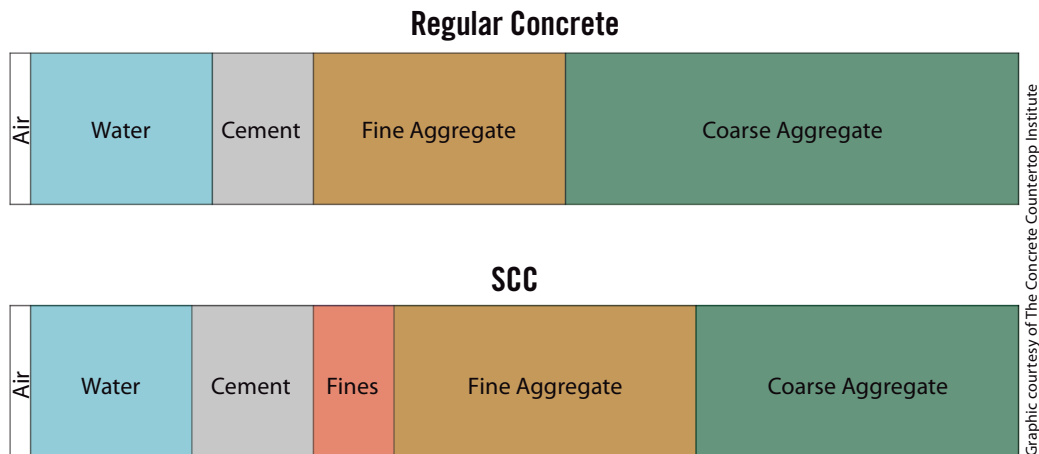 Regular Concrete
Air
Water
Cement
Fine Aggregate
Coarse Aggregate
SCC
Air
Water
Cement
Fines
Fine Aggregate
Coarse Aggregate
Graphic courtesy of The Concrete Countertop Institute